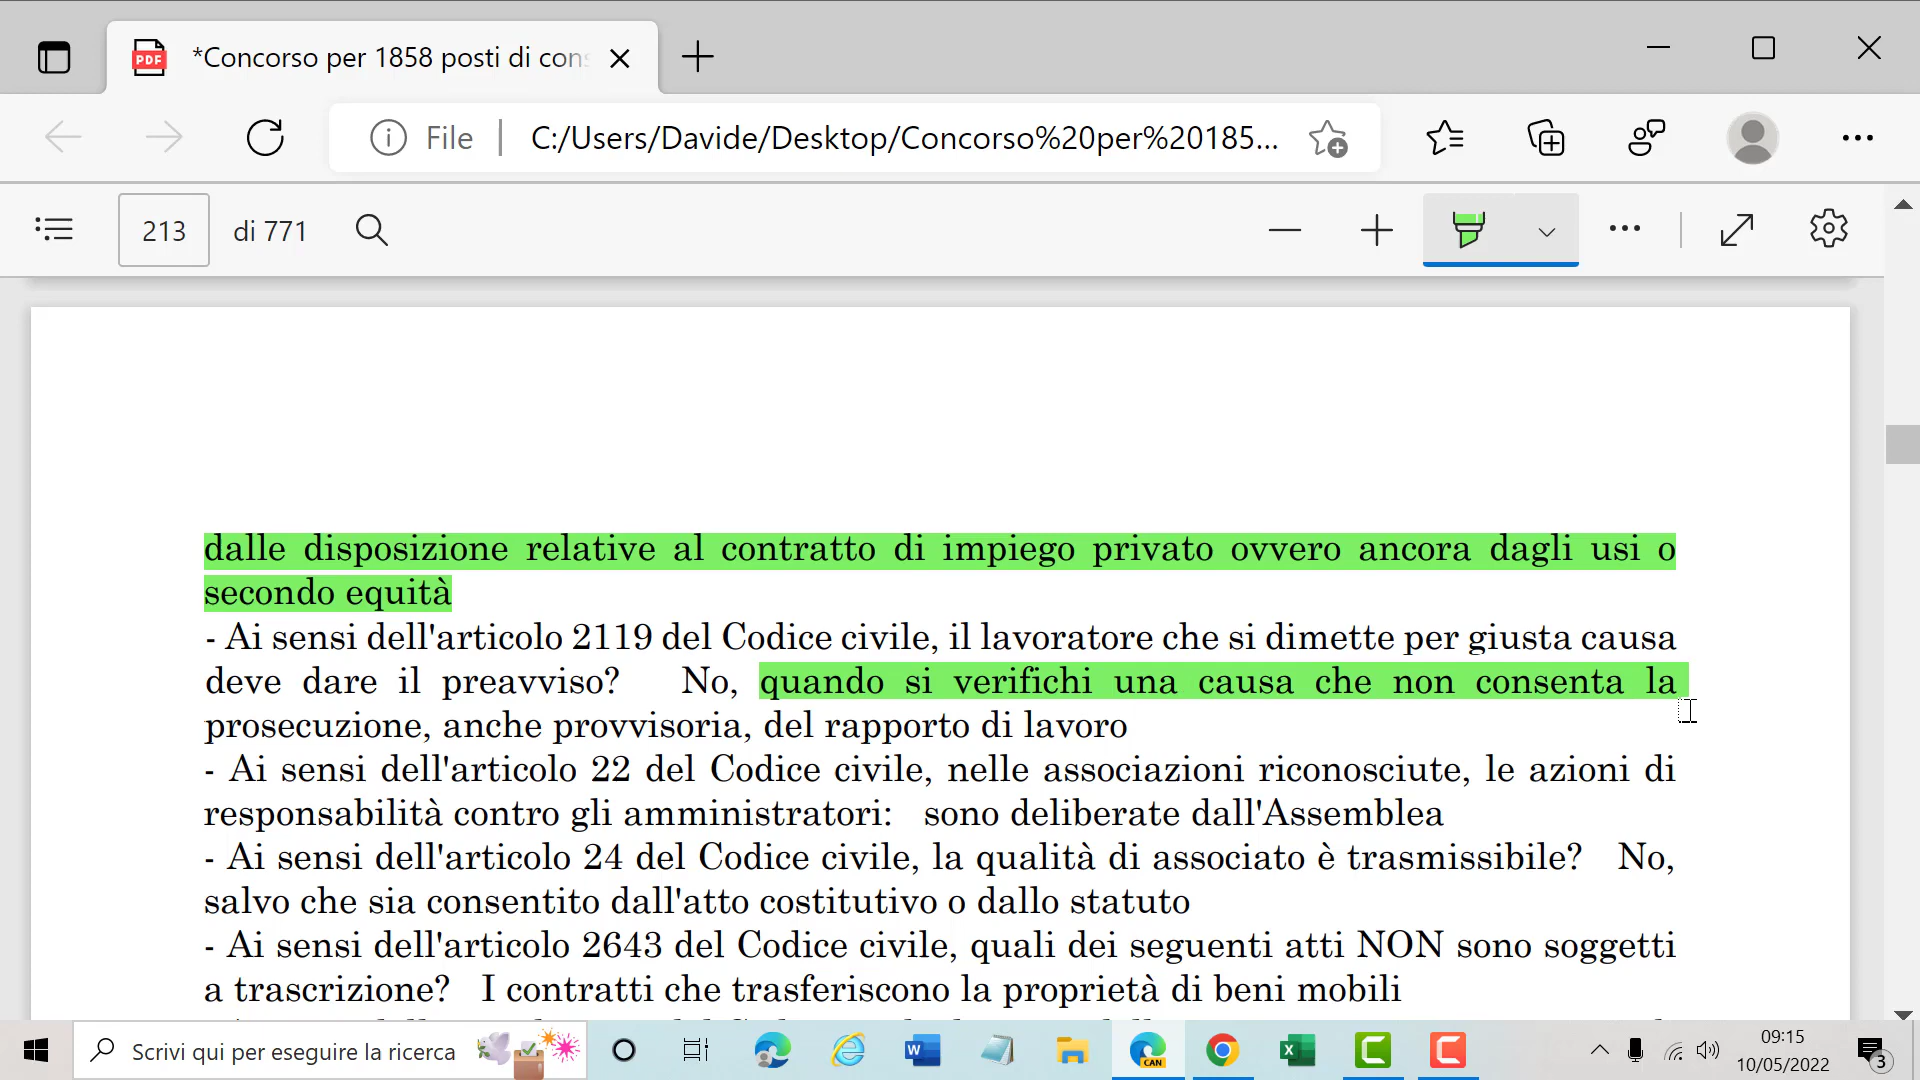 *Concorso per 1858 posti di con
File
C:/Users/Davide/Desktop/Concorso%20per%20185...
213 di 771
dalle disposizione relative al contratto di impiego privato ovvero ancora dagli usi o
secondo equità
- Ai sensi dell'articolo 2119 del Codice civile, il lavoratore che si dimette per giusta causa
deve dare il preavviso? No, quando si verifichi una causa che non consenta la
prosecuzione, anche provvisoria, del rapporto di lavoro
- Ai sensi dell'articolo 22 del Codice civile, nelle associazioni riconosciute, le azioni di
responsabilità contro gli amministratori: sono deliberate dall'Assemblea
- Ai sensi dell'articolo 24 del Codice civile, la qualità di associato è trasmissibile? No,
salvo che sia consentito dall'atto costitutivo o dallo statuto
- Ai sensi dell'articolo 2643 del Codice civile, quali dei seguenti atti NON sono soggetti
a trascrizione? I contratti che trasferiscono la proprietà di beni mobili
Scrivi qui per eseguire la ricerca
CAN
09:15
10/05/2022
3